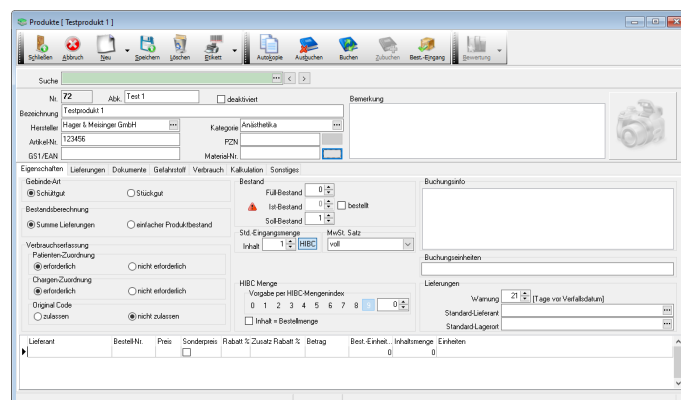 Produkte [ Testprodukt 1 ]
Schließen Abbruch Neu Speichern Löschen Etikett Autokopie Ausbuchen Buchen Zubuchen Best.-Eingang Bewertung
Suche ... < >
Nr. 72 Abk. Test 1 deaktiviert Bemerkung
Bezeichnung Testprodukt 1
Hersteller Hager & Meisinger GmbH ... Kategorie Anästhetika ...
Artikel-Nr. 123456 PZN
GS1/EAN Material-Nr.
Eigenschaften Lieferungen Dokumente Gefahrstoff Verbrauch Kalkulation Sonstiges
Gebinde-Art Bestand Buchungsinfo
Schüttgut Stückgut Füll-Bestand 0
Ist-Bestand 0 bestellt
Bestandsberechnung Soll-Bestand 1
Summe Lieferungen einfacher Produktbestand Std.-Eingangsmenge MwSt. Satz
Inhalt 1 HIBC voll
Verbrauchserfassung
Patienten-Zuordnung Buchungseinheiten
erforderlich nicht erforderlich
Chargen-Zuordnung HIBC Menge Lieferungen
erforderlich nicht erforderlich Vorgabe per HIBC-Mengenindex Warnung 21 [Tage vor Verfallsdatum]
Original Code 0 1 2 3 4 5 6 7 8 9 0 Standard-Lieferant ...
zulassen nicht zulassen Inhalt = Bestellmenge Standard-Lagerort ...
Lieferant Bestell-Nr. Preis Sonderpreis Rabatt % Zusatz Rabatt % Betrag Best.-Einheit... Inhaltsmenge Einheiten
0 0